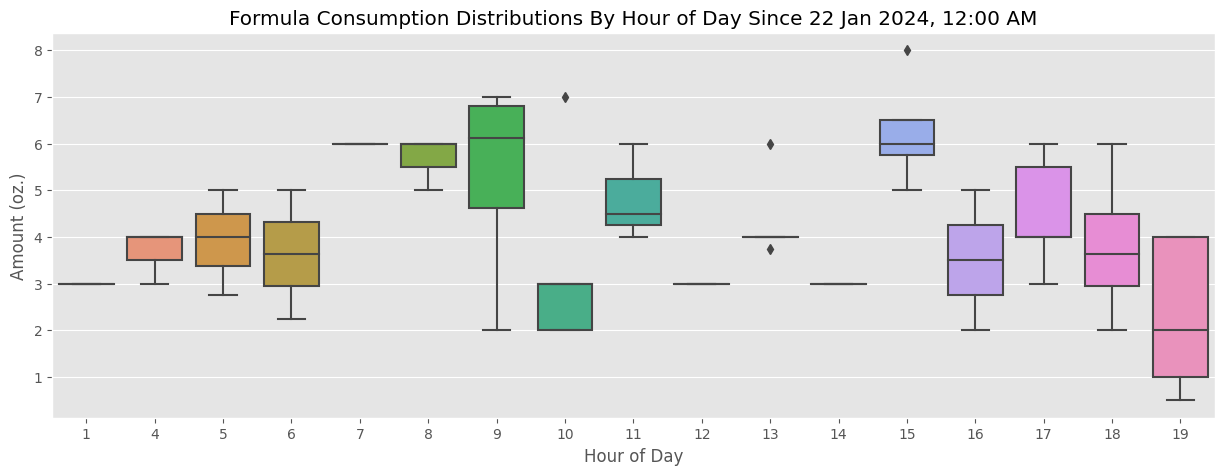 Formula Consumption Distributions By Hour of Day Since 22 Jan 2024, 12:00 AM
Amount (oz.)
8
7
6
5
4
3
2
1
1 4 5 6 7 8 9 10 11 12 13 14 15 16 17 18 19
Hour of Day